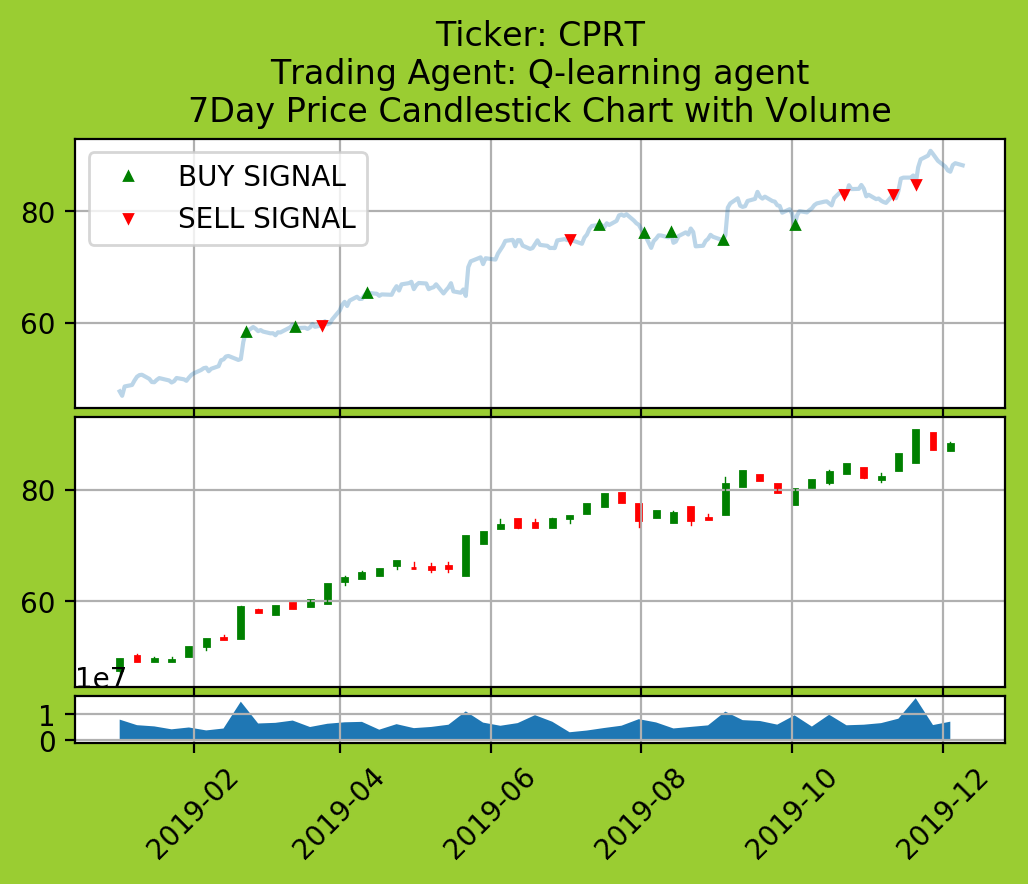 Ticker: CPRT
Trading Agent: Q-learning agent
7Day Price Candlestick Chart with Volume
BUY SIGNAL
SELL SIGNAL
80
60
80
60
1e7
1
0
2019-02
2019-04
2019-06
2019-08
2019-10
2019-12